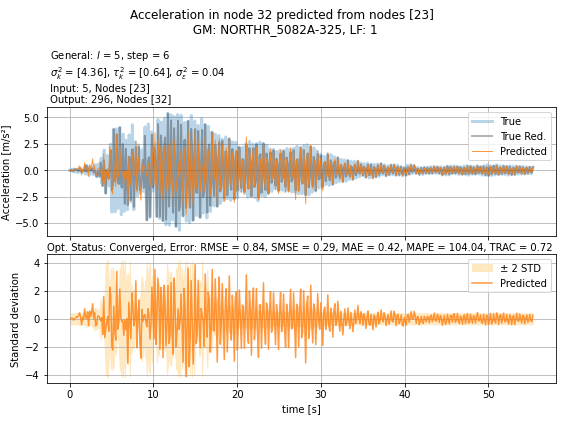 Acceleration in node 32 predicted from nodes [23]
GM: NORTHR_5082A-325, LF: 1
General: l = 5, step = 6
σ²ₖ = [4.36], τ²ₖ = [0.64], σ²ε = 0.04
Input: 5, Nodes [23]
Output: 296, Nodes [32]
Acceleration [m/s²]
5.0
2.5
0.0
−2.5
−5.0
True
True Red.
Predicted
Opt. Status: Converged, Error: RMSE = 0.84, SMSE = 0.29, MAE = 0.42, MAPE = 104.04, TRAC = 0.72
Standard deviation
4
2
0
−2
−4
± 2 STD
Predicted
0 10 20 30 40 50
time [s]